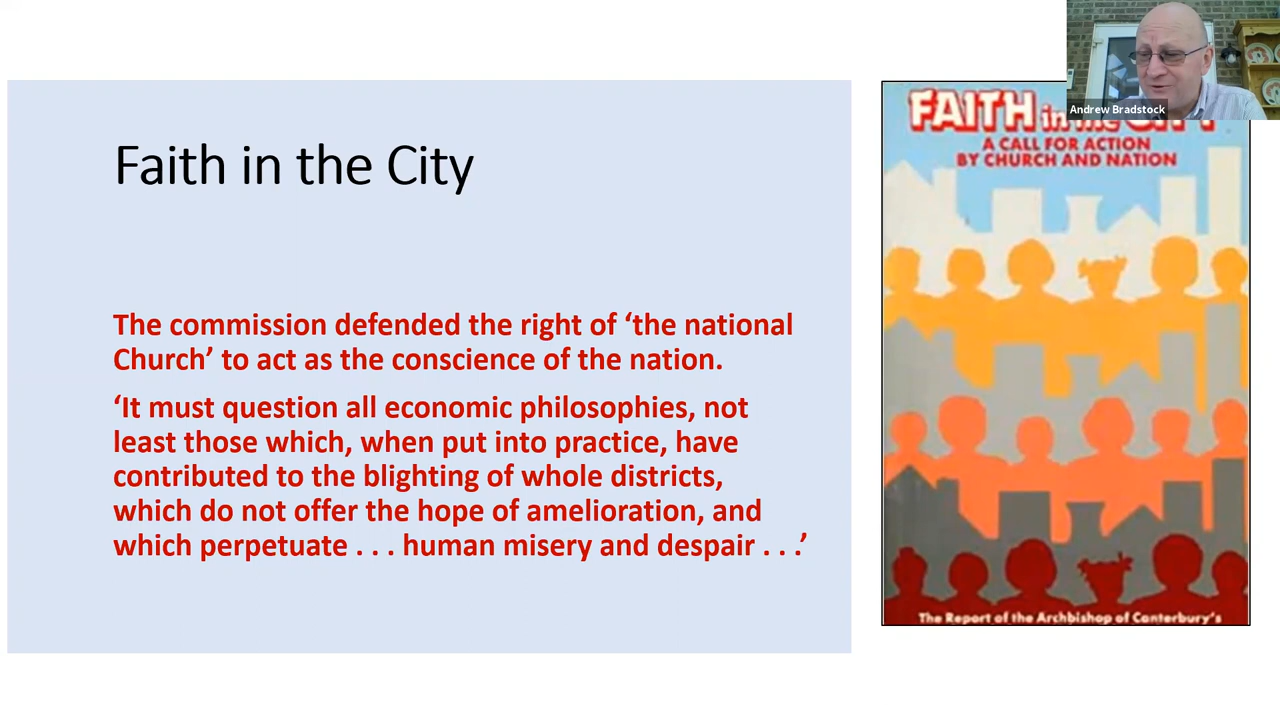 Faith in the City
The commission defended the right of ‘the national
Church’ to act as the conscience of the nation.
‘It must question all economic philosophies, not
least those which, when put into practice, have
contributed to the blighting of whole districts,
which do not offer the hope of amelioration, and
which perpetuate . . . human misery and despair . . .’
Andrew Bradstock
FAITH in the CITY
A CALL FOR ACTION
BY CHURCH AND NATION
The Report of the Archbishop of Canterbury's